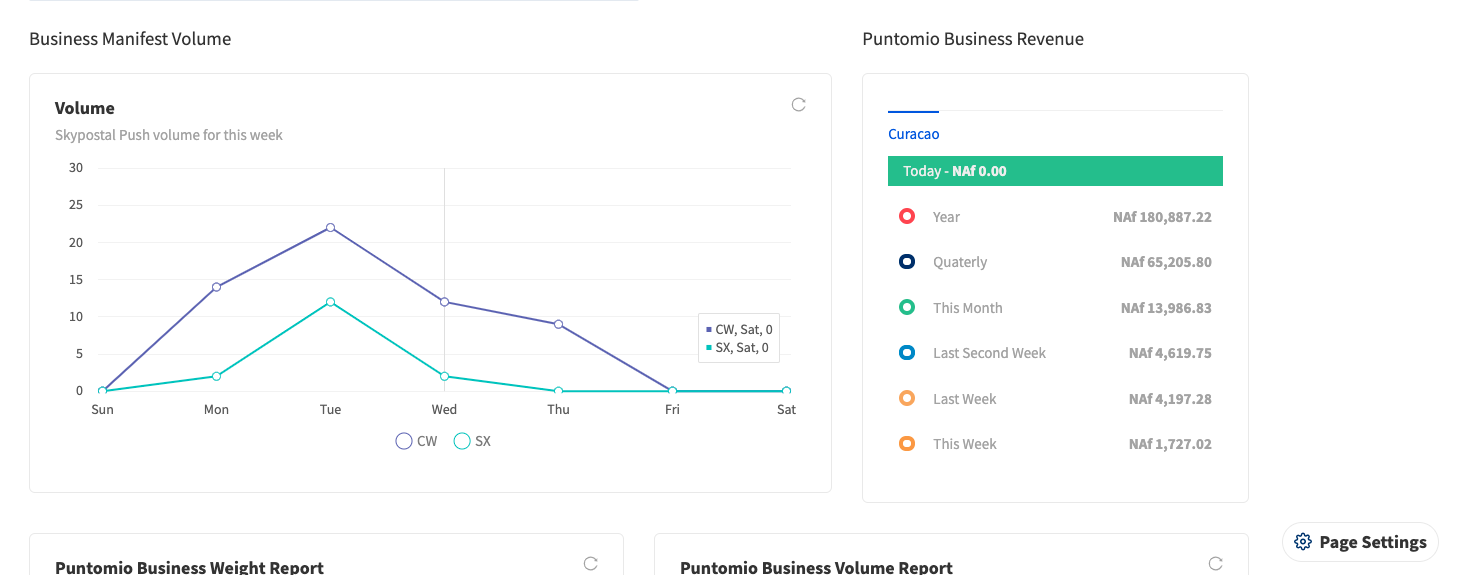 Business Manifest Volume
Puntomio Business Revenue
Volume
Skypostal Push volume for this week
30
25
20
15
10
5
0
Sun Mon Tue Wed Thu Fri Sat
CW, Sat, 0
SX, Sat, 0
CW SX
Curacao
Today - NAf 0.00
Year NAf 180,887.22
Quaterly NAf 65,205.80
This Month NAf 13,986.83
Last Second Week NAf 4,619.75
Last Week NAf 4,197.28
This Week NAf 1,727.02
Puntomio Business Weight Report
Puntomio Business Volume Report
Page Settings